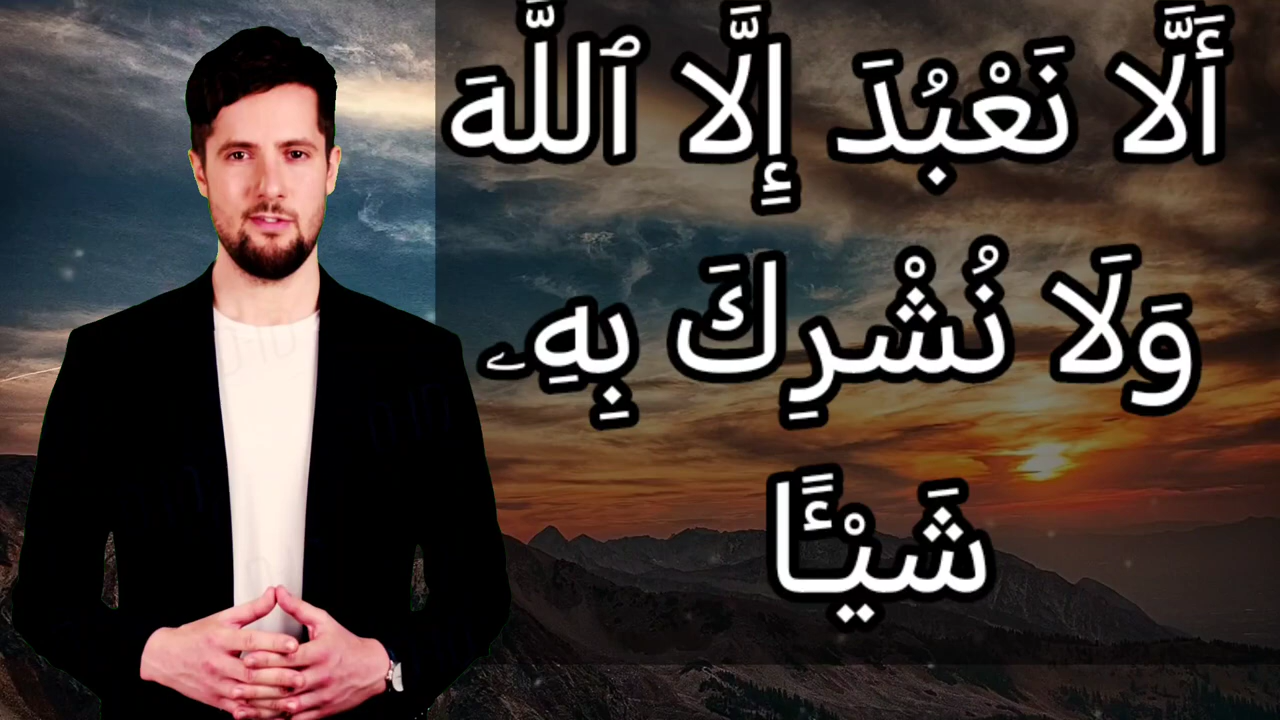 أَلَّا نَعْبُدَ إِلَّا ٱللَّهَ
وَلَا نُشْرِكَ بِهِۦ
شَيْـًٔا